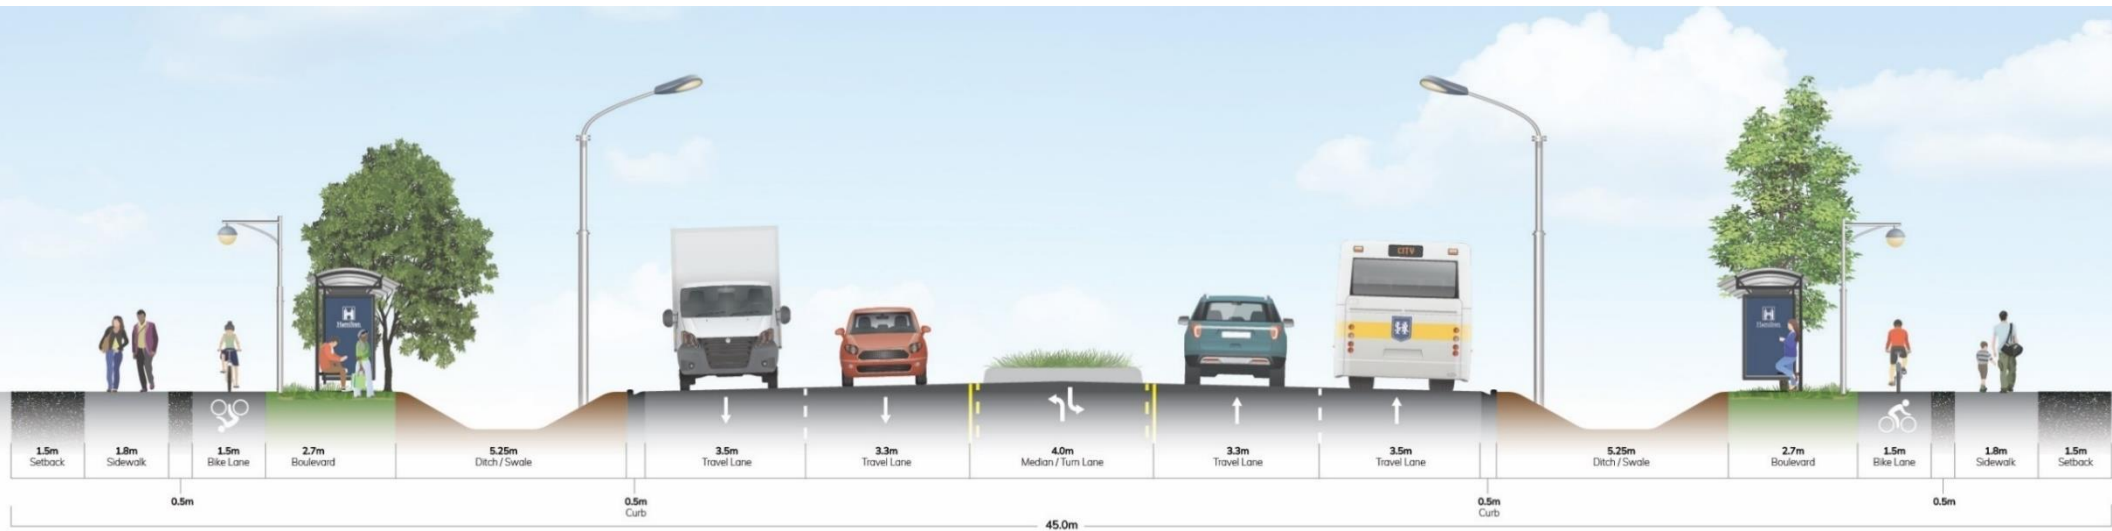 CITY
H
Hamilton
H
Hamilton
1.5m
Setback
1.8m
Sidewalk
1.5m
Bike Lane
2.7m
Boulevard
5.25m
Ditch / Swale
3.5m
Travel Lane
3.3m
Travel Lane
4.0m
Median / Turn Lane
3.3m
Travel Lane
3.5m
Travel Lane
5.25m
Ditch / Swale
2.7m
Boulevard
1.5m
Bike Lane
1.8m
Sidewalk
1.5m
Setback
0.5m
0.5m
Curb
0.5m
Curb
0.5m
45.0m